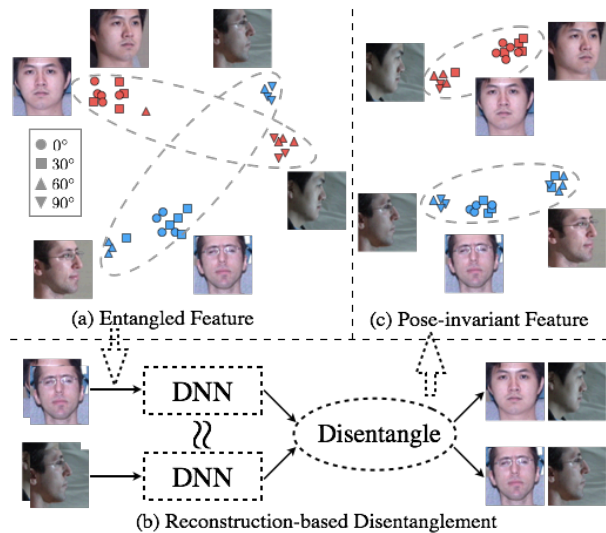 0°
30°
60°
90°
(a) Entangled Feature
(c) Pose-invariant Feature
DNN
≈
DNN
Disentangle
(b) Reconstruction-based Disentanglement